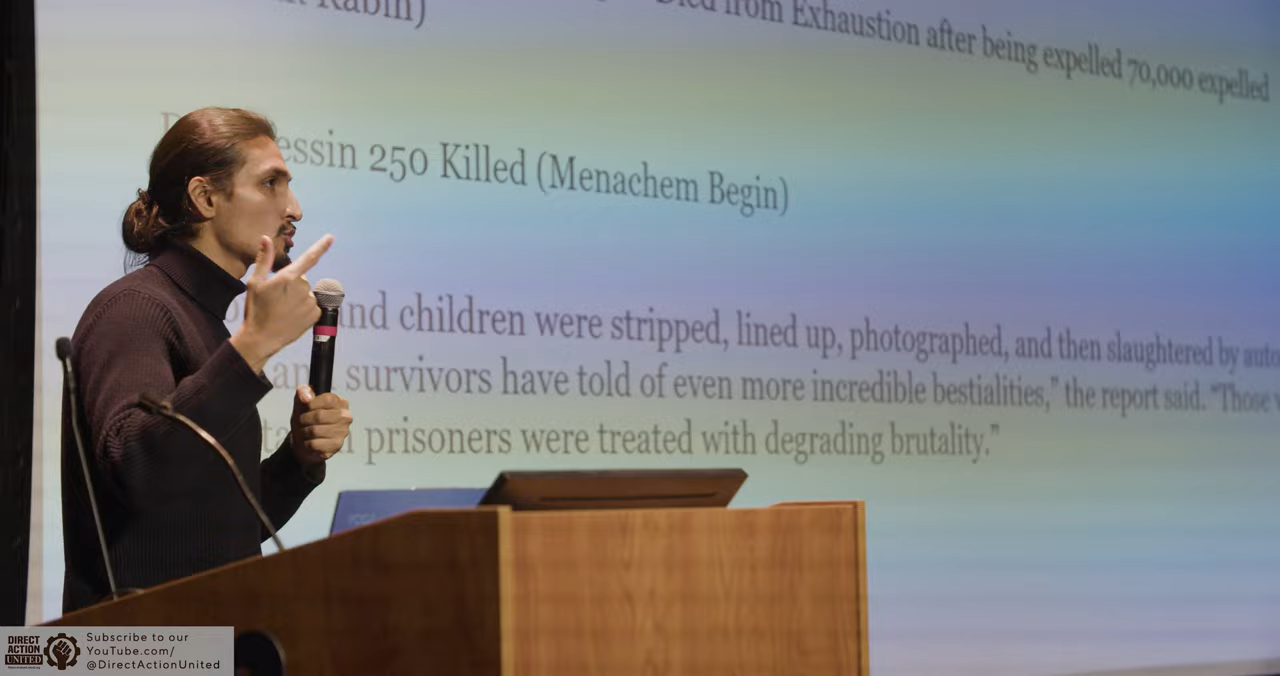 Rabin)
Died from Exhaustion after being expelled 70,000 expelled
essin 250 Killed (Menachem Begin)
and children were stripped, lined up, photographed, and then slaughtered by
survivors have told of even more incredible bestialities,” the report said. “Those
prisoners were treated with degrading brutality.”
DIRECT
ACTION
UNITED
Subscribe to our
YouTube.com/
@DirectActionUnited